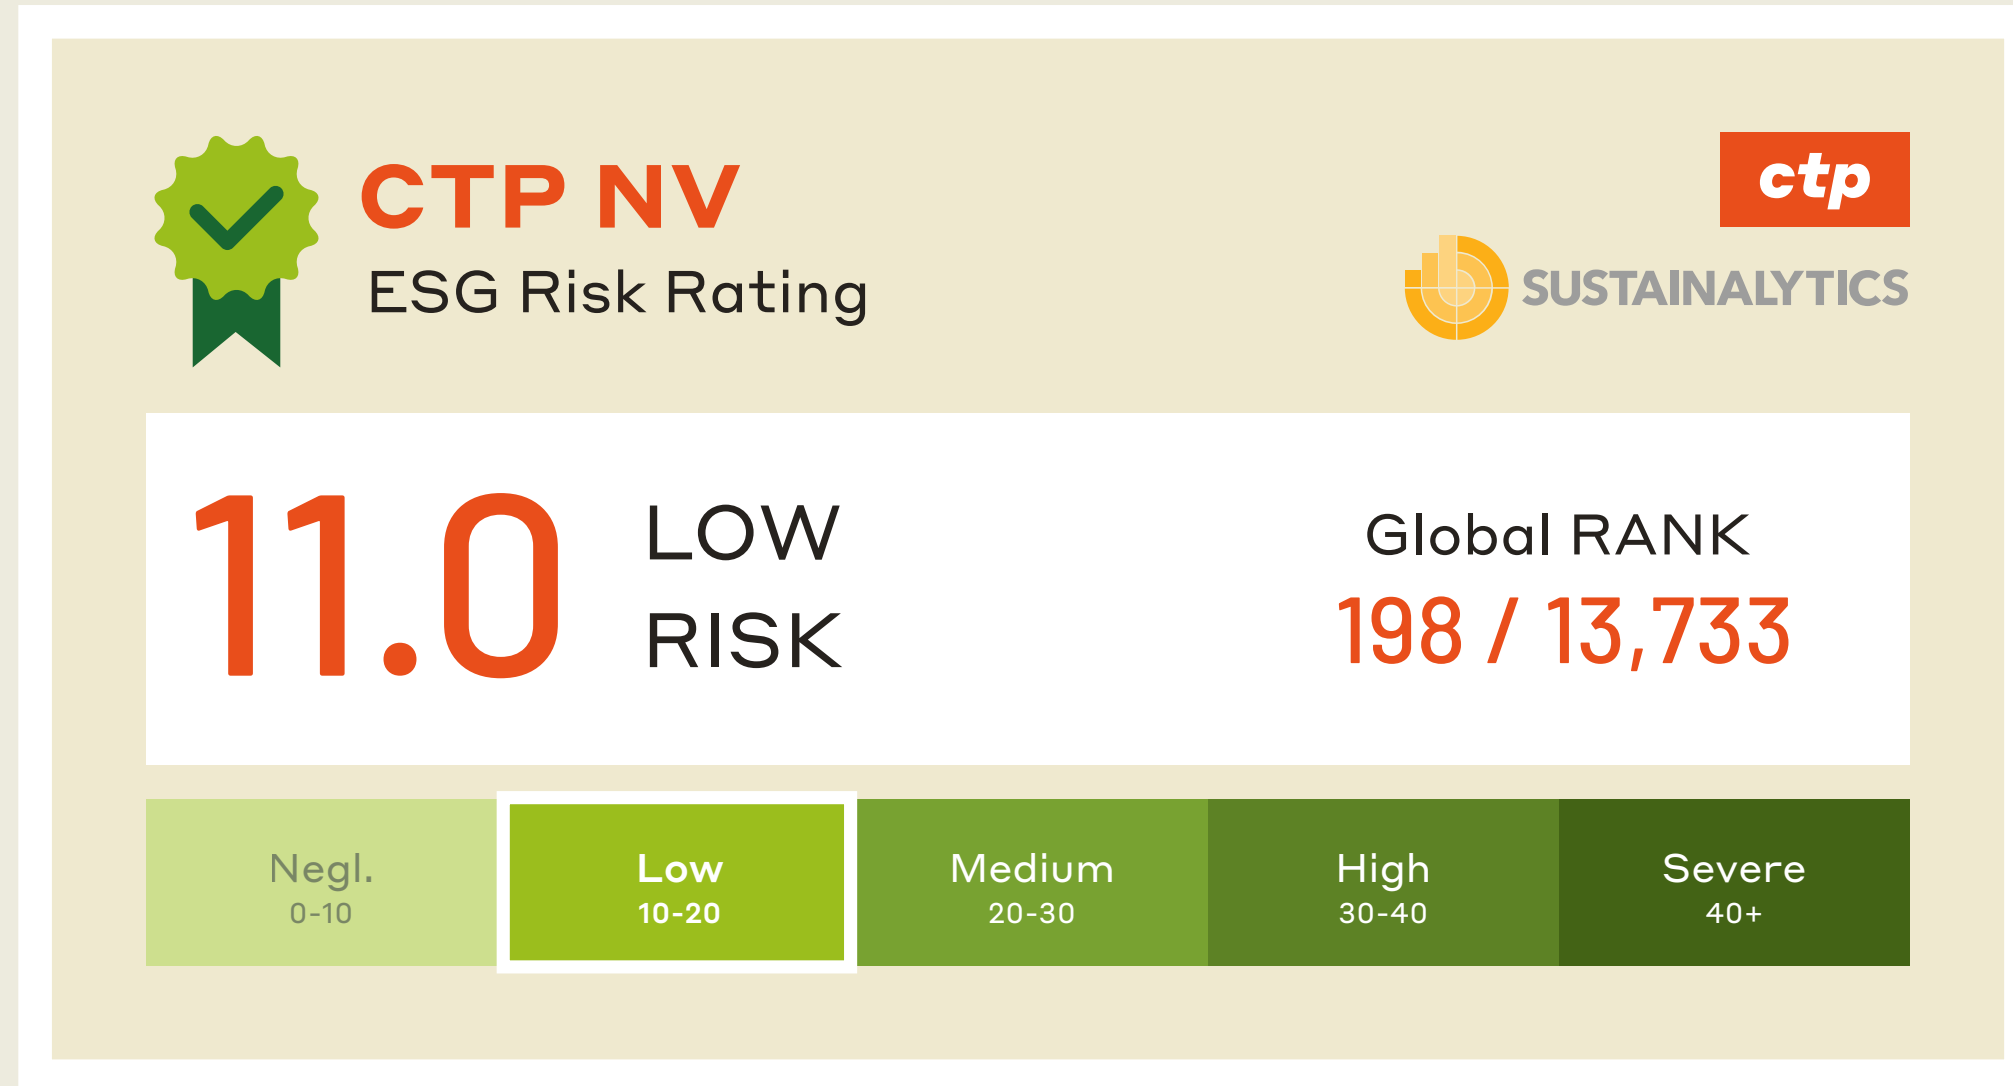 CTP NV
ESG Risk Rating
ctp
SUSTAINALYTICS
11.0
LOW
RISK
Global RANK
198 / 13,733
Negl.
0-10
Low
10-20
Medium
20-30
High
30-40
Severe
40+